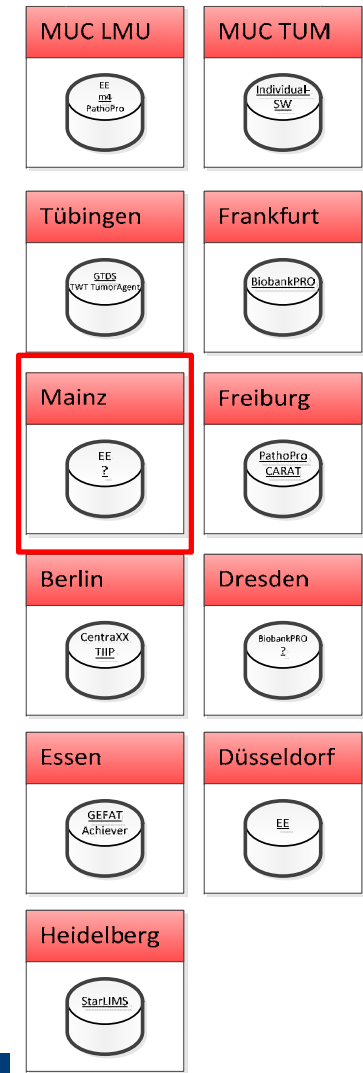 MUC LMU
EE
m4
PathoPro
MUC TUM
Individual-
SW
Tübingen
GTDS
TWT TumorAgent
Frankfurt
BiobankPRO
Mainz
EE
?
Freiburg
PathoPro
CARAT
Berlin
CentraXX
TIIP
Dresden
BiobankPRO
?
Essen
GEFAT
Achiever
Düsseldorf
EE
Heidelberg
StarLIMS